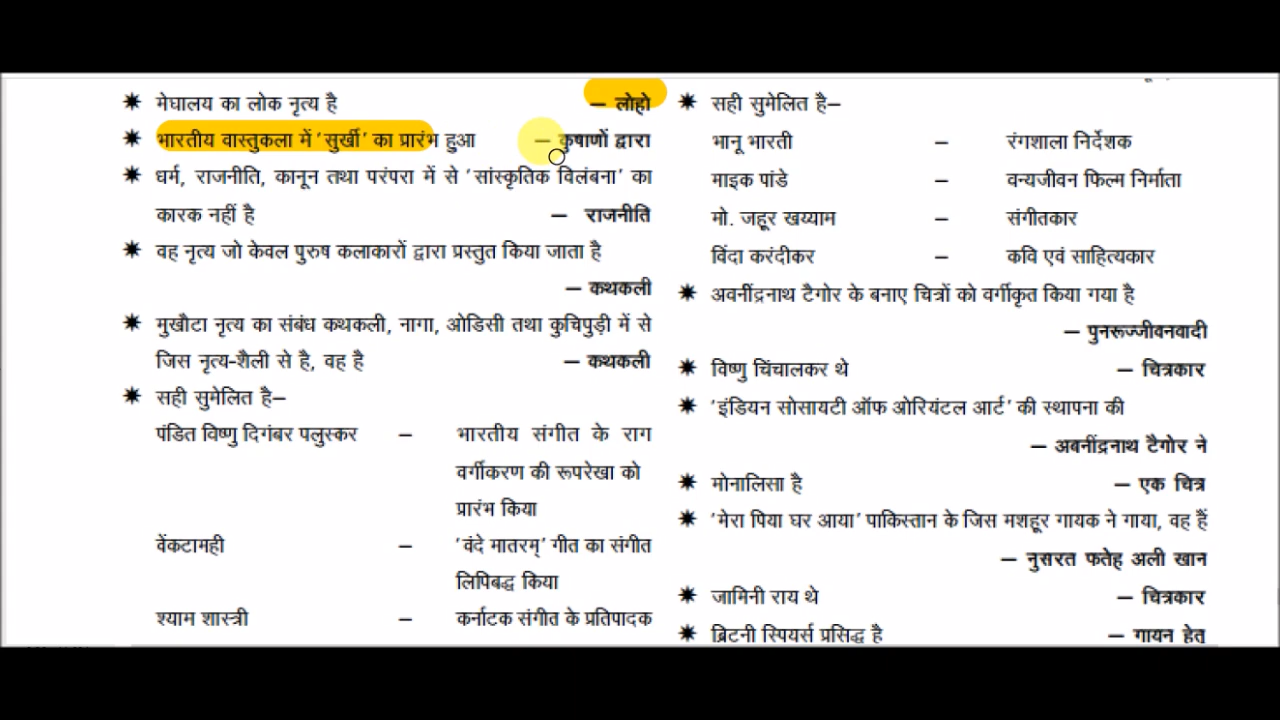 ✷ मेघालय का लोक नृत्य है – लोहो
✷ भारतीय वास्तुकला में 'सुर्खी' का प्रारंभ हुआ – कुषाणों द्वारा
✷ धर्म, राजनीति, कानून तथा परंपरा में से 'सांस्कृतिक विलंबना' का
कारक नहीं है – राजनीति
✷ वह नृत्य जो केवल पुरुष कलाकारों द्वारा प्रस्तुत किया जाता है
– कथकली
✷ मुखौटा नृत्य का संबंध कथकली, नागा, ओडिसी तथा कुचिपुड़ी में से
जिस नृत्य-शैली से है, वह है – कथकली
✷ सही सुमेलित है–
पंडित विष्णु दिगंबर पलुस्कर – भारतीय संगीत के राग
वर्गीकरण की रूपरेखा को
प्रारंभ किया
वेंकटामही – 'वंदे मातरम्' गीत का संगीत
लिपिबद्ध किया
श्याम शास्त्री – कर्नाटक संगीत के प्रतिपादक
✷ सही सुमेलित है–
भानू भारती – रंगशाला निर्देशक
माइक पांडे – वन्यजीवन फिल्म निर्माता
मो. जहूर खय्याम – संगीतकार
विंदा करंदीकर – कवि एवं साहित्यकार
✷ अवनींद्रनाथ टैगोर के बनाए चित्रों को वर्गीकृत किया गया है
– पुनरूज्जीवनवादी
✷ विष्णु चिंचालकर थे – चित्रकार
✷ 'इंडियन सोसायटी ऑफ ओरियंटल आर्ट' की स्थापना की
– अबनींद्रनाथ टैगोर ने
✷ मोनालिसा है – एक चित्र
✷ 'मेरा पिया घर आया' पाकिस्तान के जिस मशहूर गायक ने गाया, वह हैं
– नुसरत फतेह अली खान
✷ जामिनी राय थे – चित्रकार
✷ ब्रिटनी स्पियर्स प्रसिद्ध है – गायन हेतु